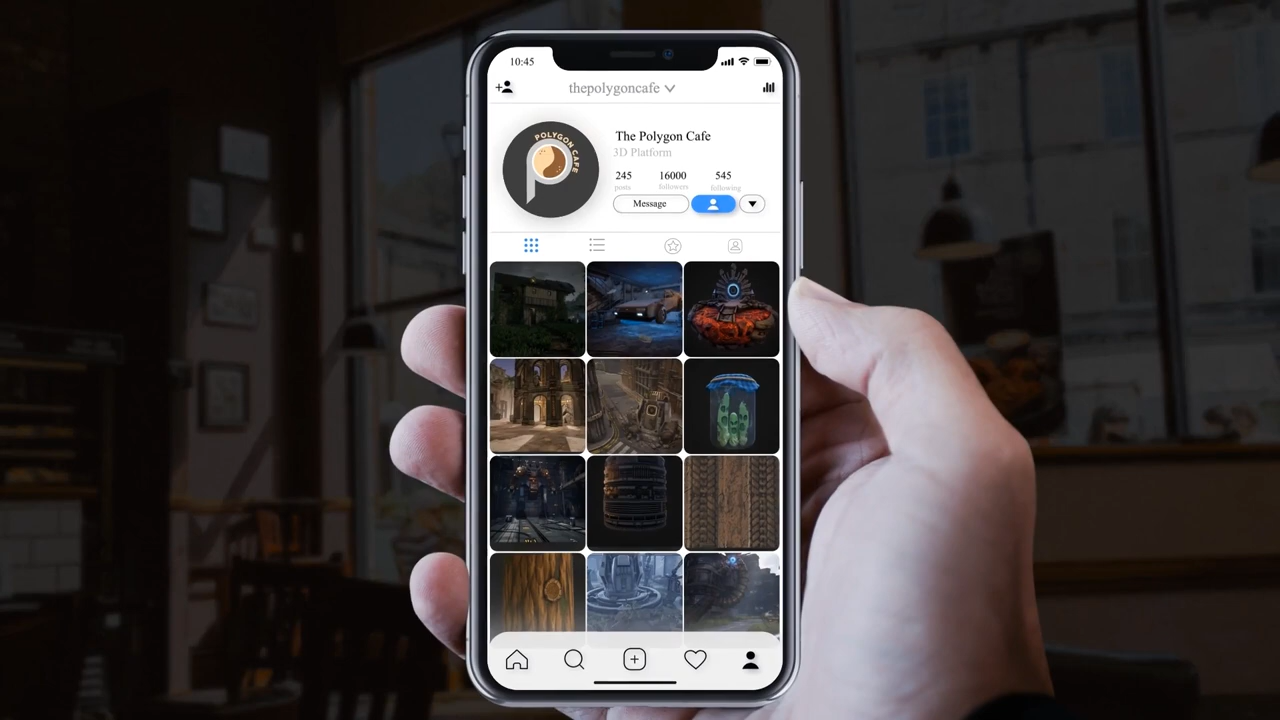 10:45
thepolygoncafe
POLYGON CAFE
The Polygon Cafe
3D Platform
245 16000 545
posts followers following
Message